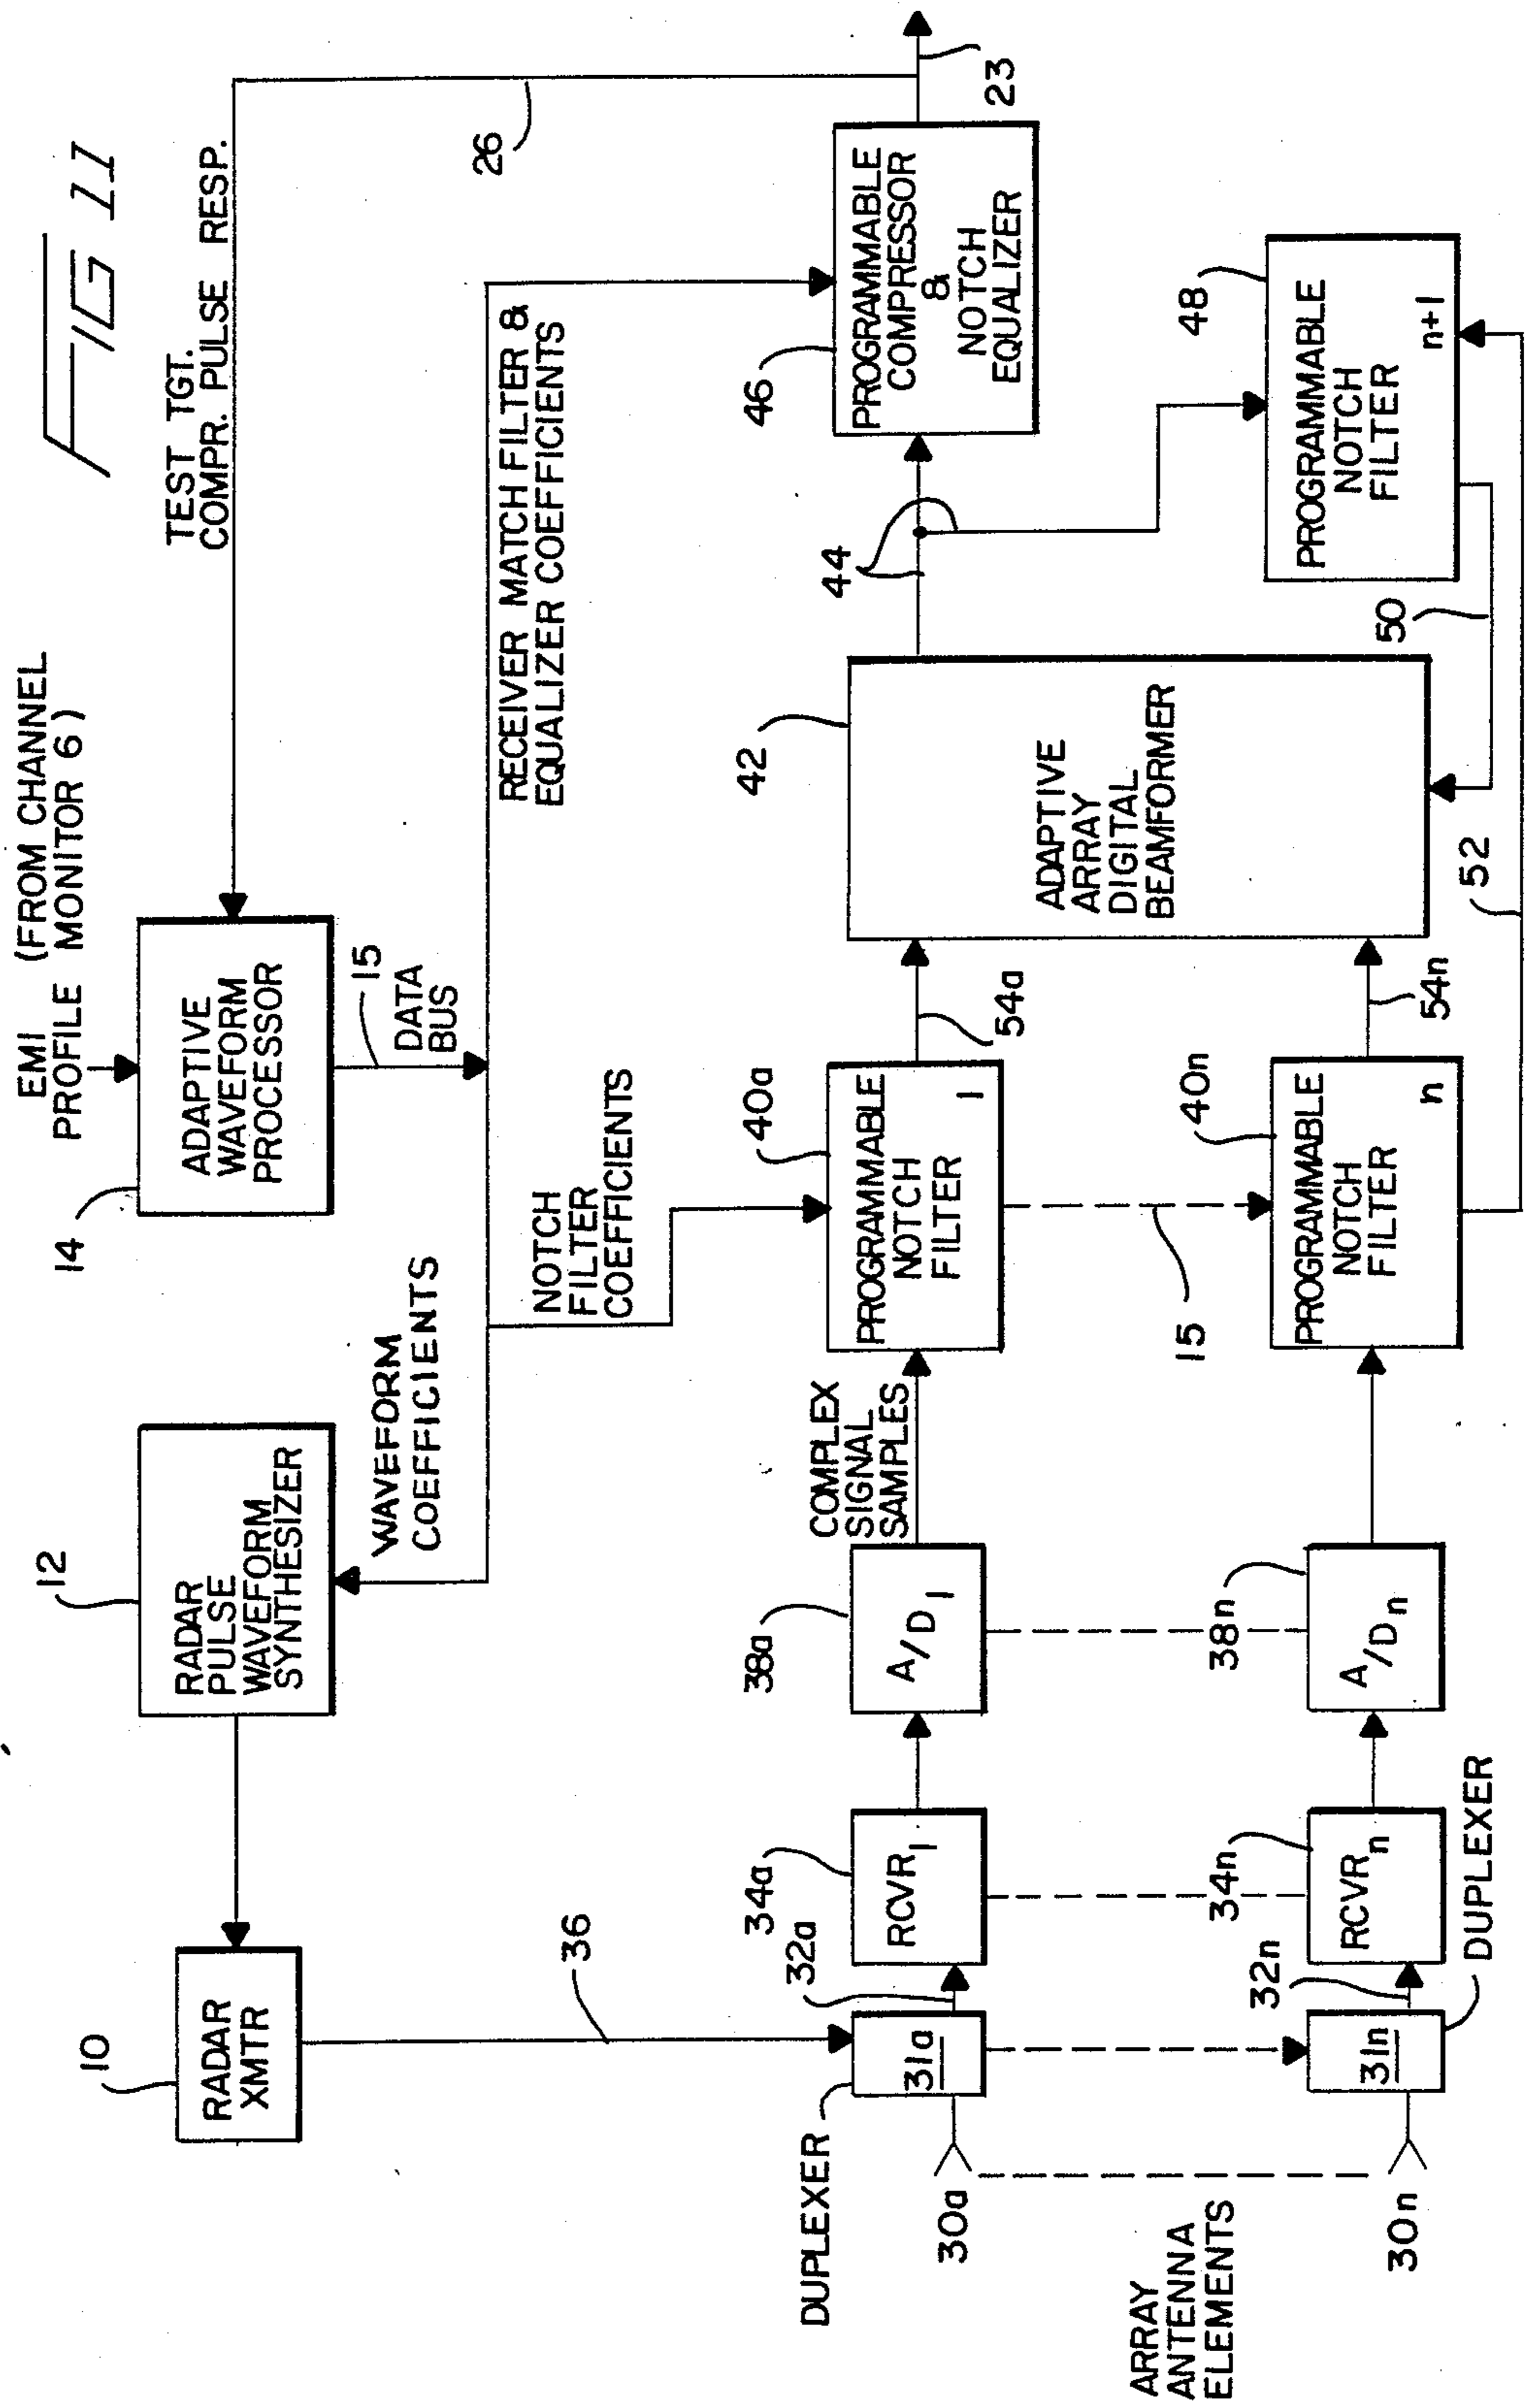 FIG 11
EMI (FROM CHANNEL
PROFILE MONITOR 6)
TEST TGT.
COMPR. PULSE RESP.
10
RADAR
XMTR
12
RADAR
PULSE
WAVEFORM
SYNTHESIZER
14
ADAPTIVE
WAVEFORM
PROCESSOR
15
DATA
BUS
26
WAVEFORM
COEFFICIENTS
NOTCH
FILTER
COEFFICIENTS
RECEIVER MATCH FILTER &
EQUALIZER COEFFICIENTS
36
DUPLEXER
31a
32a
34a
RCVR1
38a
A/D1
COMPLEX
SIGNAL
SAMPLES
40a
PROGRAMMABLE
NOTCH
FILTER
1
54a
42
ADAPTIVE
ARRAY
DIGITAL
BEAMFORMER
44
46
PROGRAMMABLE
COMPRESSOR
&
NOTCH
EQUALIZER
23
30a
ARRAY
ANTENNA
ELEMENTS
30n
31n
32n
DUPLEXER
34n
RCVRn
38n
A/Dn
15
40n
PROGRAMMABLE
NOTCH
FILTER
n
54n
48
PROGRAMMABLE
NOTCH
FILTER
n+1
50
52